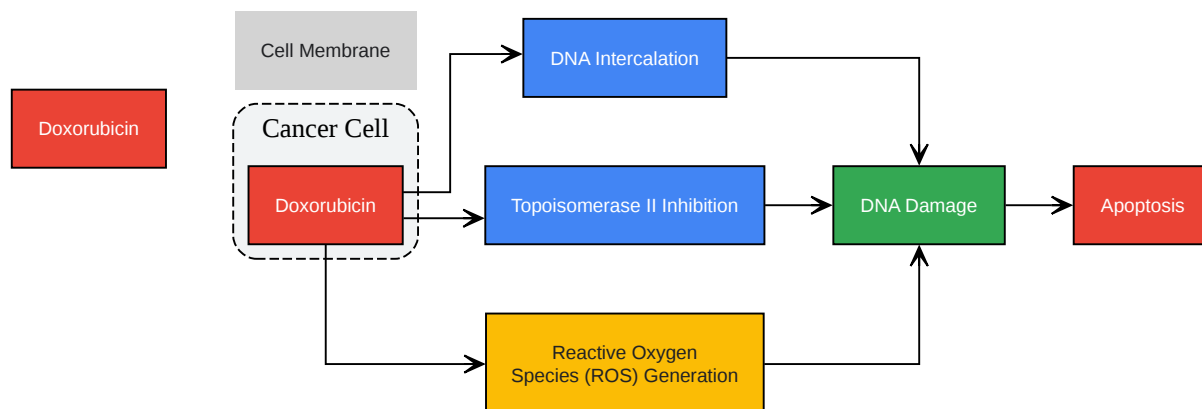 Doxorubicin
Cell Membrane
Cancer Cell
Doxorubicin
DNA Intercalation
Topoisomerase II Inhibition
Reactive Oxygen
Species (ROS) Generation
DNA Damage
Apoptosis